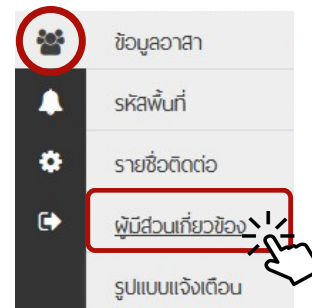 ข้อมูลอาสา
รหัสพื้นที่
รายชื่อติดต่อ
ผู้มีส่วนเกี่ยวข้อง
รูปแบบแจ้งเตือน